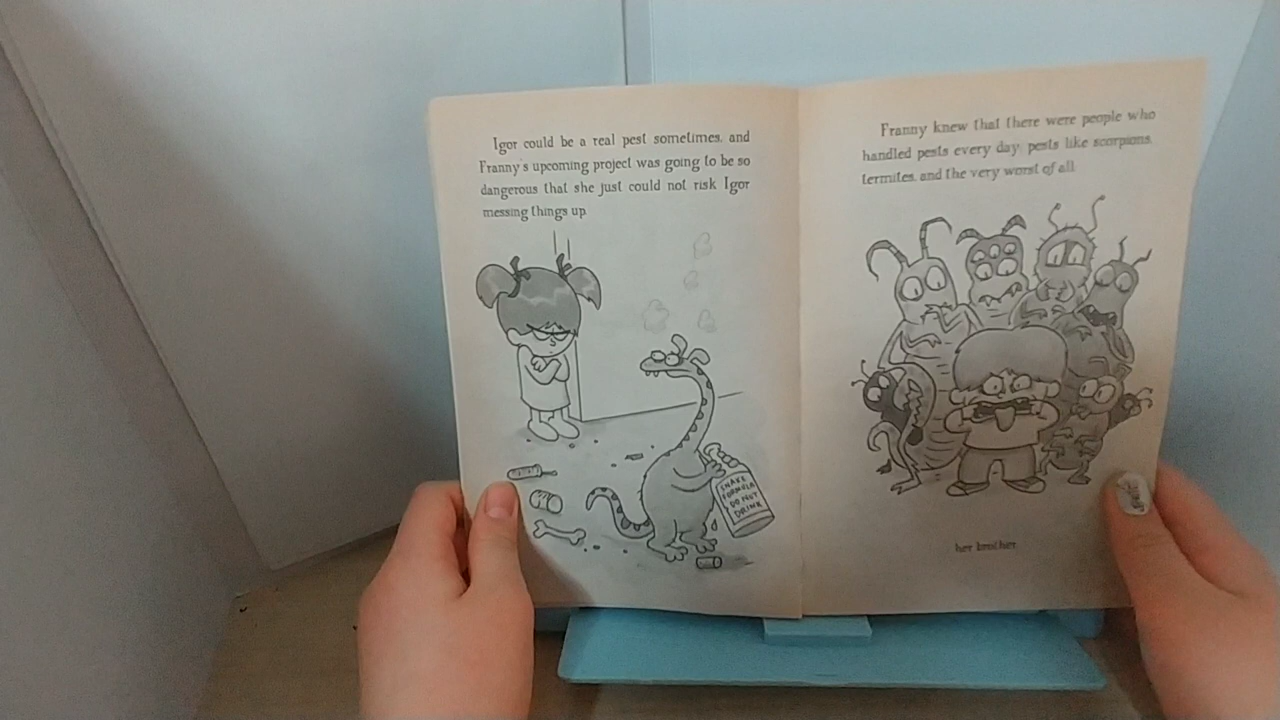 Igor could be a real pest sometimes, and
Franny's upcoming project was going to be so
dangerous that she just could not risk Igor
messing things up.
SNAKE
FORMULA
DO NOT
DRINK
Franny knew that there were people who
handled pests every day: pests like scorpions,
termites, and the very worst of all:
her brother.